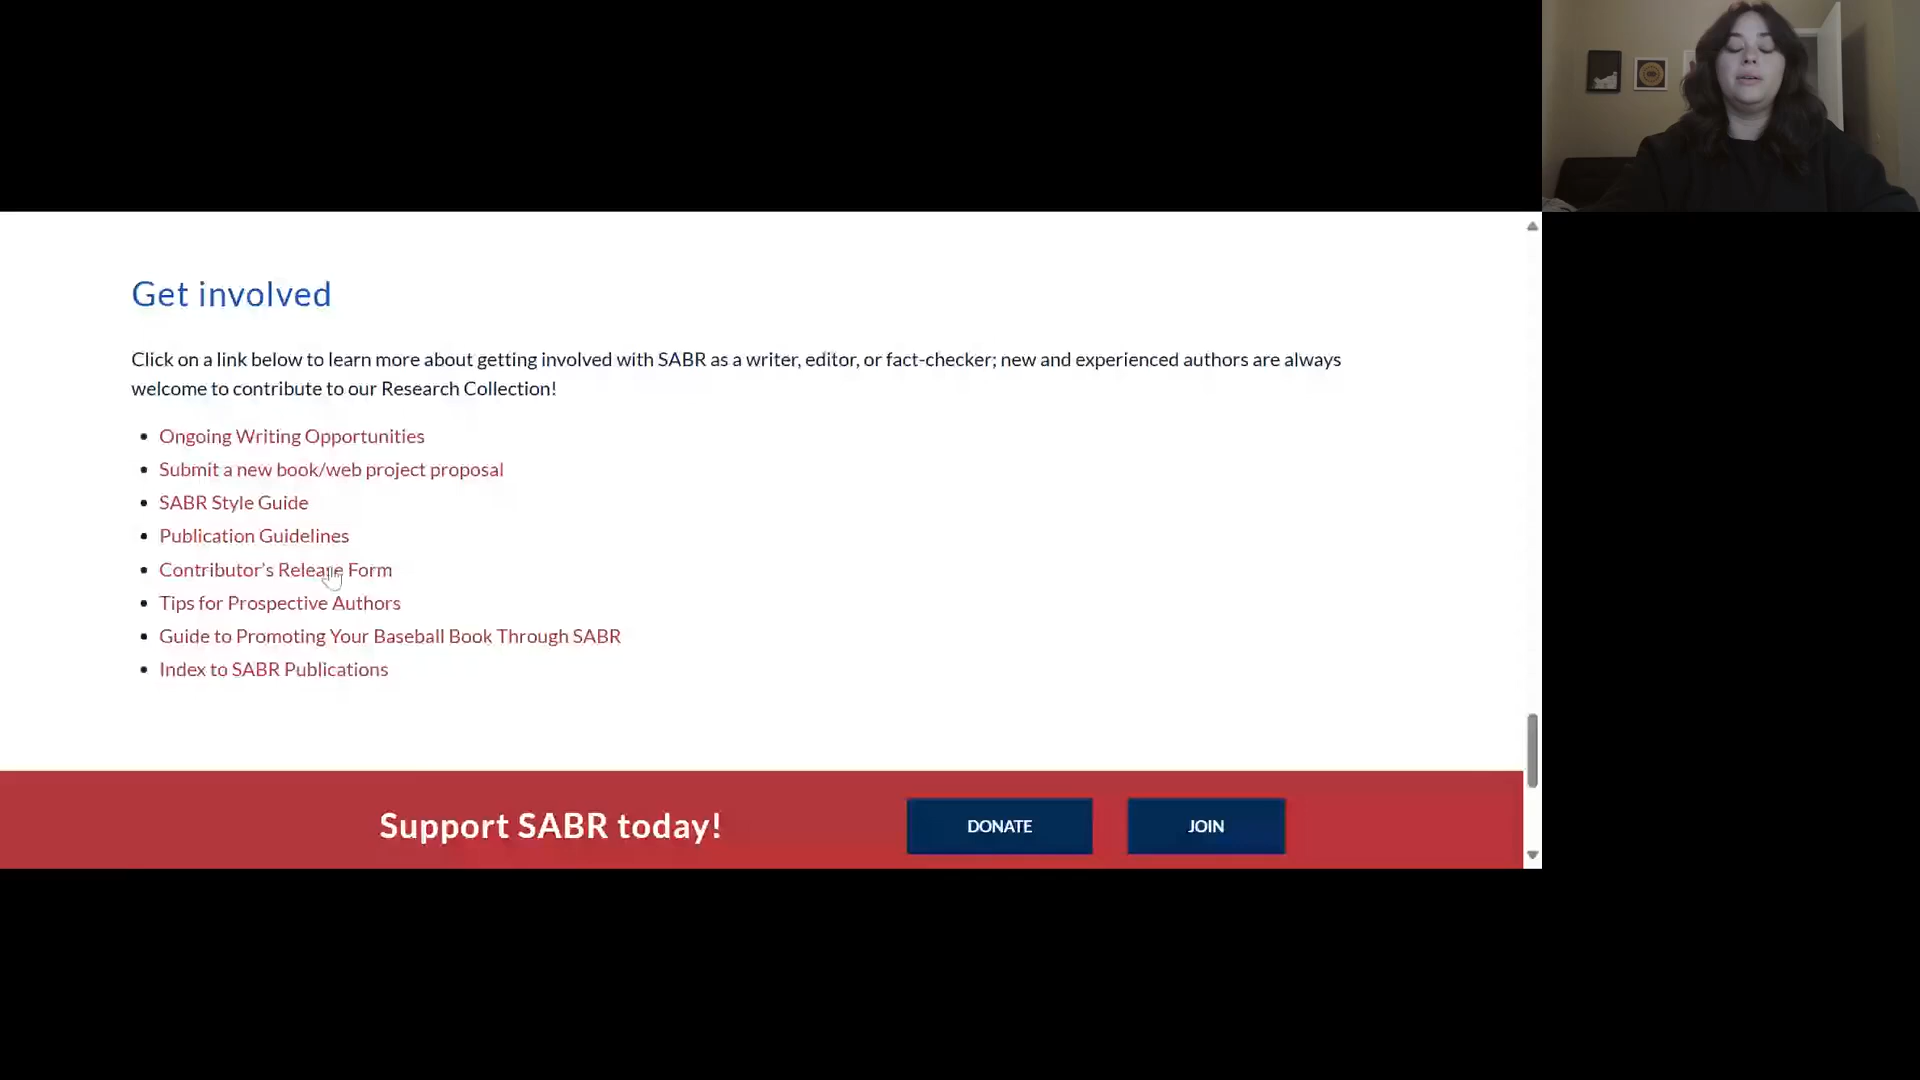 Get involved
Click on a link below to learn more about getting involved with SABR as a writer, editor, or fact-checker; new and experienced authors are always
welcome to contribute to our Research Collection!
Ongoing Writing Opportunities
Submit a new book/web project proposal
SABR Style Guide
Publication Guidelines
Contributor's Release Form
Tips for Prospective Authors
Guide to Promoting Your Baseball Book Through SABR
Index to SABR Publications
Support SABR today!
DONATE
JOIN